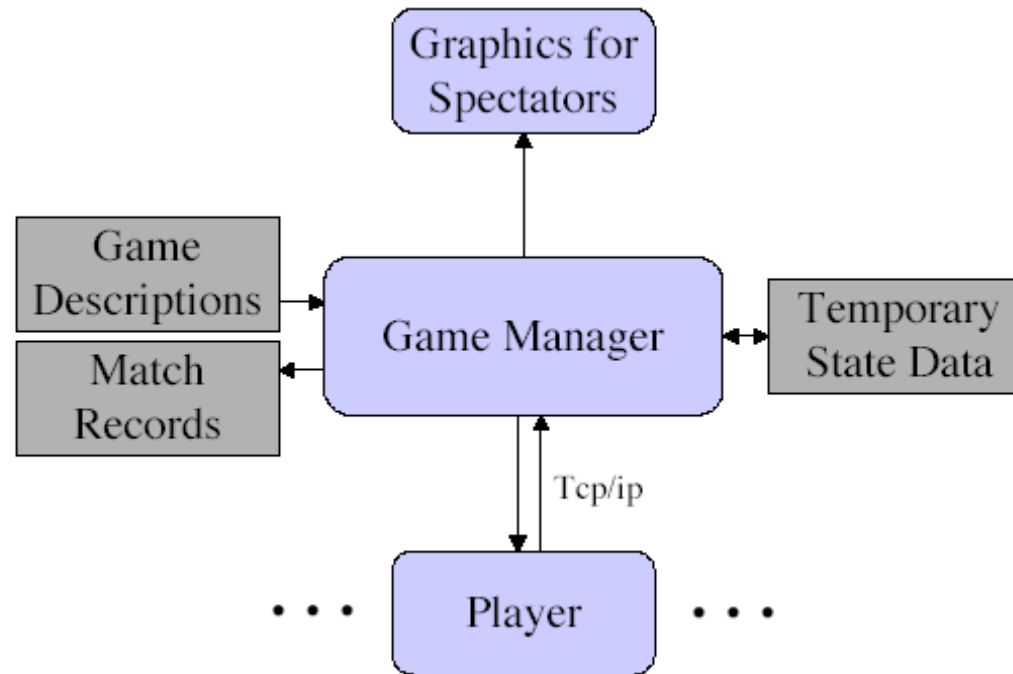 Graphics for
Spectators
Game
Descriptions
Match
Records
Game Manager
Temporary
State Data
Tcp/ip
Player